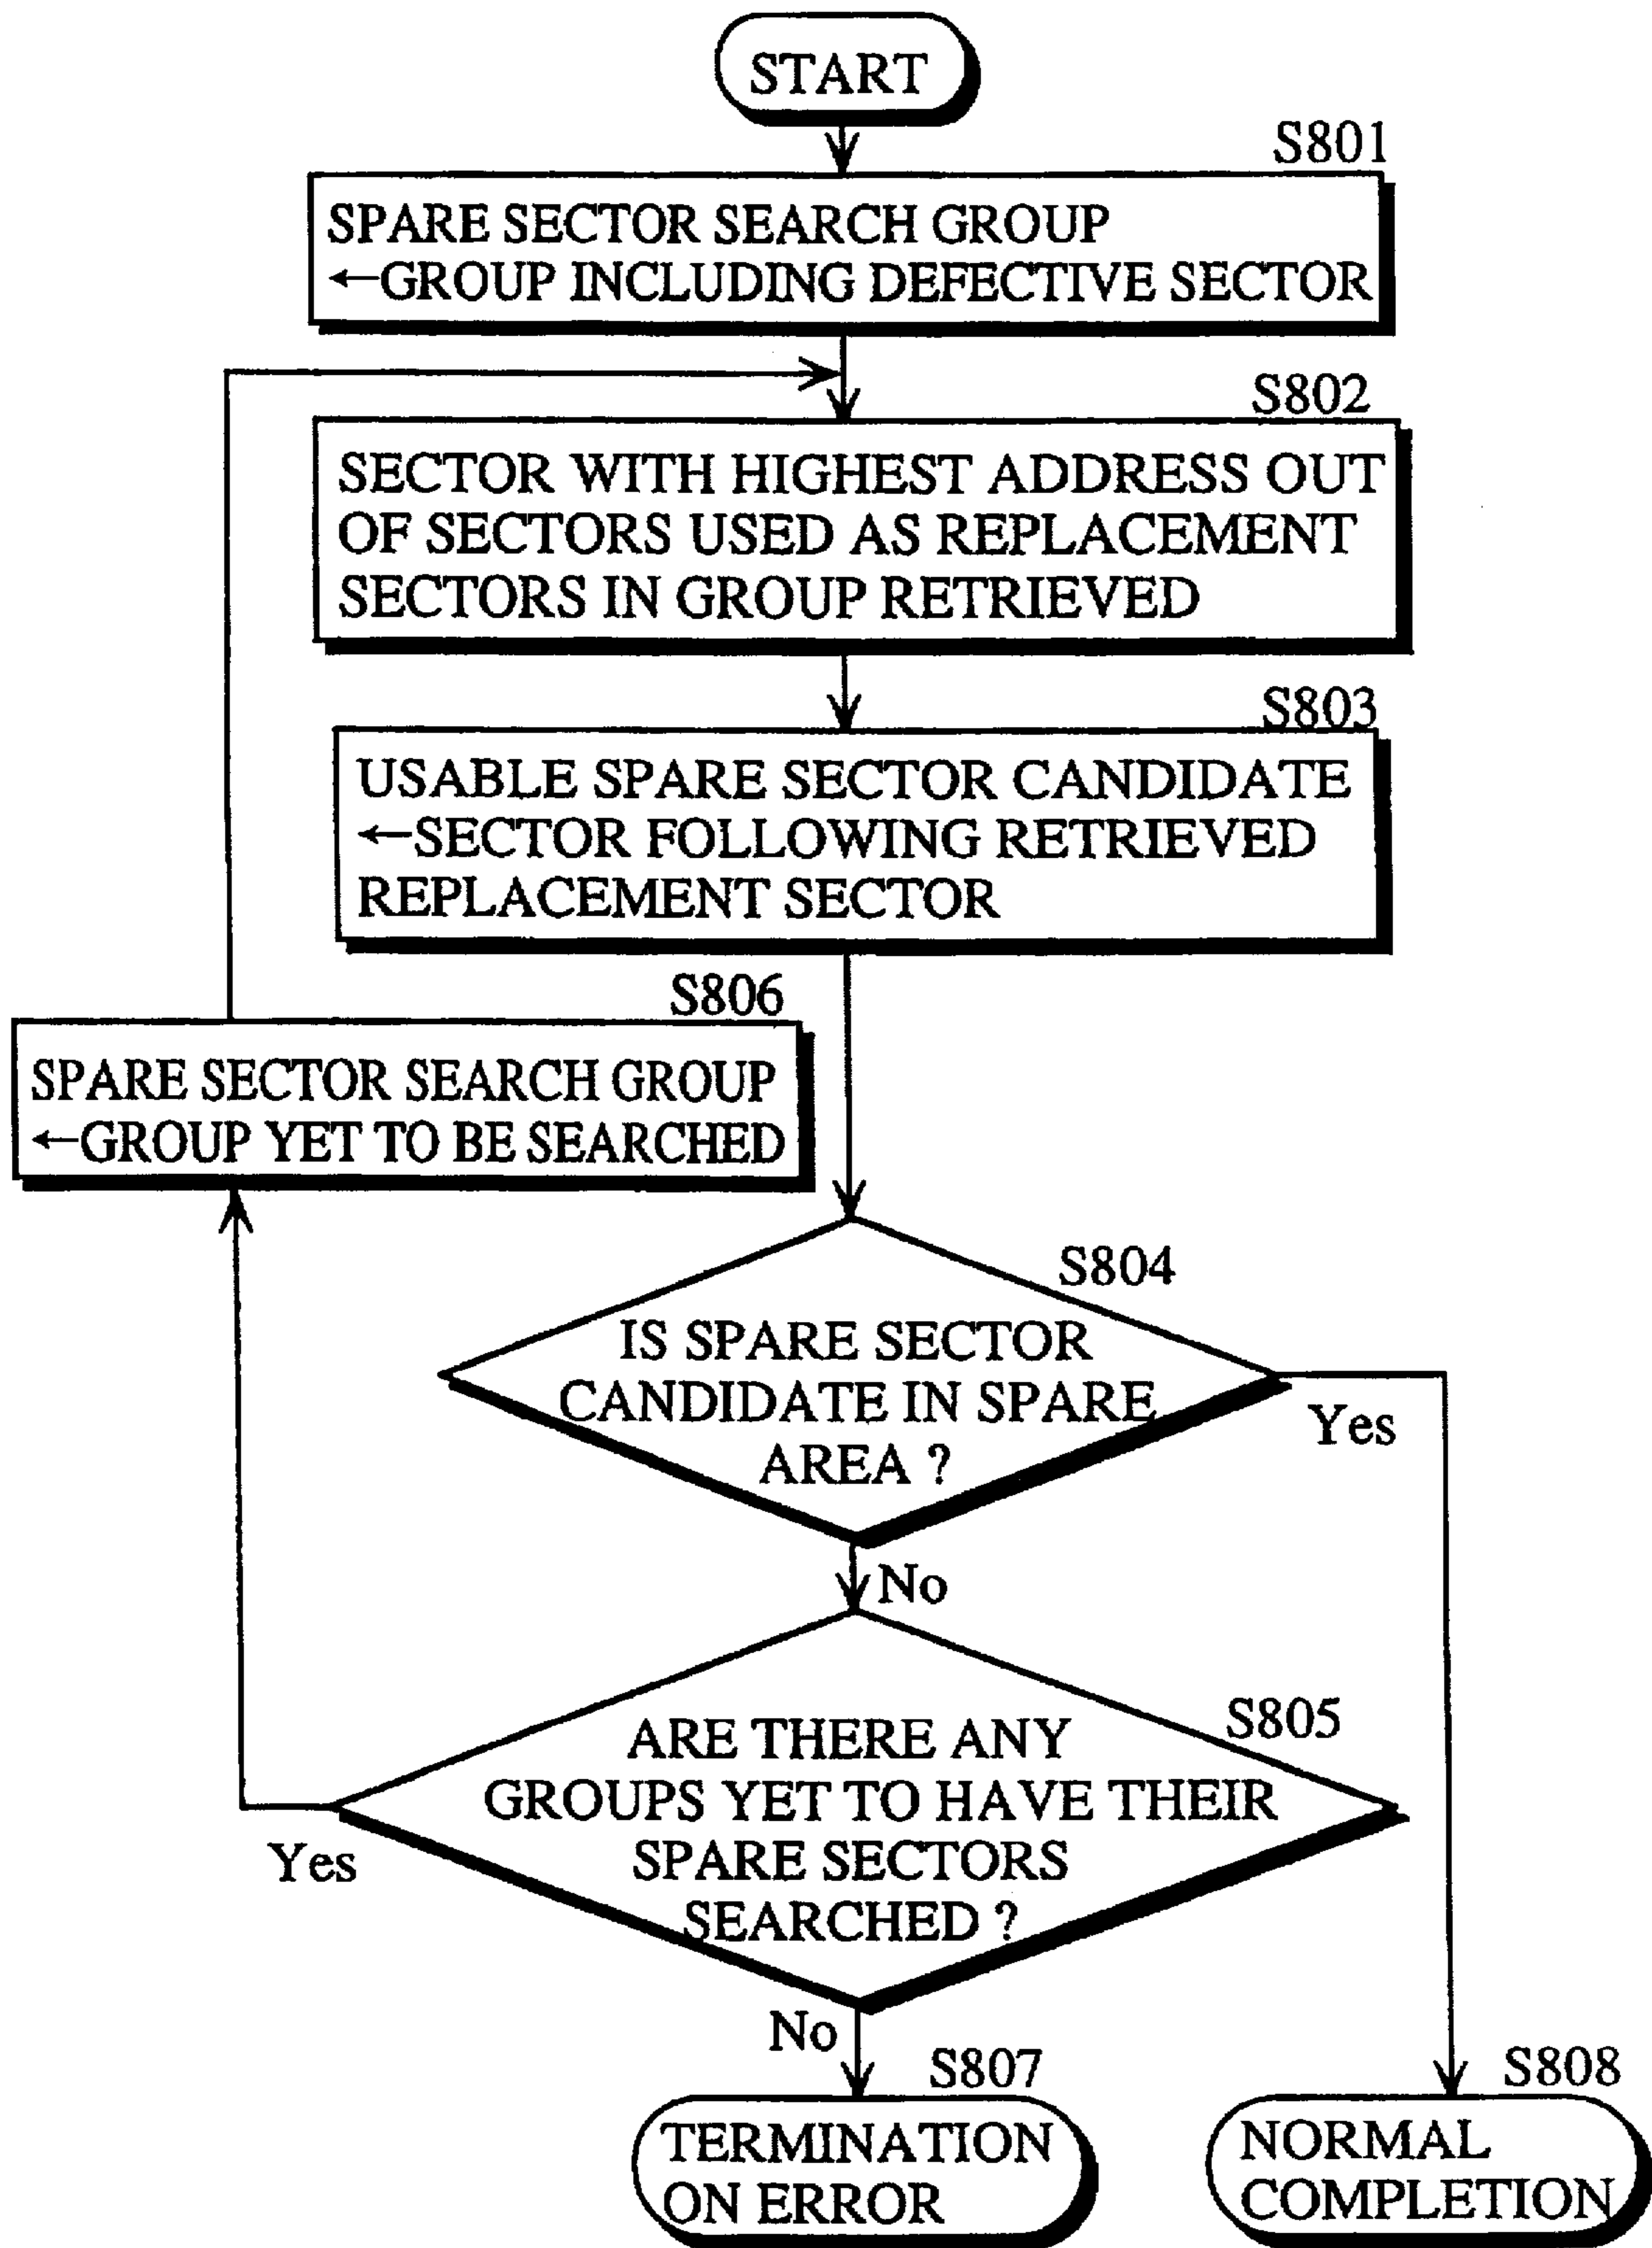 START
S801
SPARE SECTOR SEARCH GROUP
←GROUP INCLUDING DEFECTIVE SECTOR
S802
SECTOR WITH HIGHEST ADDRESS OUT
OF SECTORS USED AS REPLACEMENT
SECTORS IN GROUP RETRIEVED
S803
USABLE SPARE SECTOR CANDIDATE
←SECTOR FOLLOWING RETRIEVED
REPLACEMENT SECTOR
S806
SPARE SECTOR SEARCH GROUP
←GROUP YET TO BE SEARCHED
S804
IS SPARE SECTOR
CANDIDATE IN SPARE
AREA ?
Yes
No
S805
ARE THERE ANY
GROUPS YET TO HAVE THEIR
SPARE SECTORS
SEARCHED ?
Yes
No
S807
TERMINATION
ON ERROR
S808
NORMAL
COMPLETION